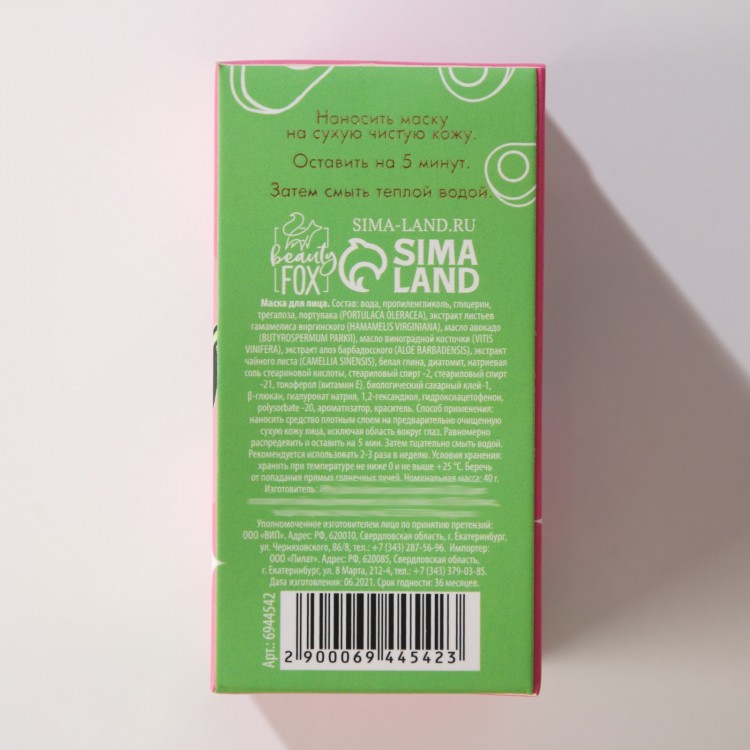 Наносить маску
на сухую чистую кожу.
Оставить на 5 минут.
Затем смыть теплой водой.
SIMA-LAND.RU
beauty
FOX
SIMA
LAND
Маска для лица. Состав: вода, пропиленгликоль, глицерин,
трегалоза, портулака (PORTULACA OLERACEA), экстракт листьев
гамамелиса виргинского (HAMAMELIS VIRGINIANA), масло авокадо
(BUTYROSPERMUM PARKII), масло виноградной косточки (VITIS
VINIFERA), экстракт алоэ барбадосского (ALOE BARBADENSIS), экстракт
чайного листа (CAMELLIA SINENSIS), белая глина, диатомит, натриевая
соль стеариновой кислоты, стеариловый спирт -2, стеариловый спирт
-21, токоферол (витамин Е), биологический сахарный клей -1,
β-глюкан, гиалуронат натрия, 1,2-гександиол, гидроксиацетофенон,
polysorbate -20, ароматизатор, краситель. Способ применения:
наносить средство плотным слоем на предварительно очищенную
сухую кожу лица, исключая область вокруг глаз. Равномерно
распределить и оставить на 5 мин. Затем тщательно смыть водой.
Рекомендуется использовать 2-3 раза в неделю. Условия хранения:
хранить при температуре не ниже 0 и не выше +25 °С. Беречь
от попадания прямых солнечных лучей. Номинальная масса: 40 г.
Изготовитель:
Уполномоченное изготовителем лицо по принятию претензий:
ООО «ВИП». Адрес: РФ, 620010, Свердловская область, г. Екатеринбург,
ул. Черняховского, 86/8, тел.: +7 (343) 287-56-96. Импортер:
ООО «Пилат». Адрес: РФ, 620085, Свердловская область,
г. Екатеринбург, ул. 8 Марта, 212-4, тел.: +7 (343) 379-03-85.
Дата изготовления: 06.2021. Срок годности: 36 месяцев.
Арт.: 6944542
2 900069 445423